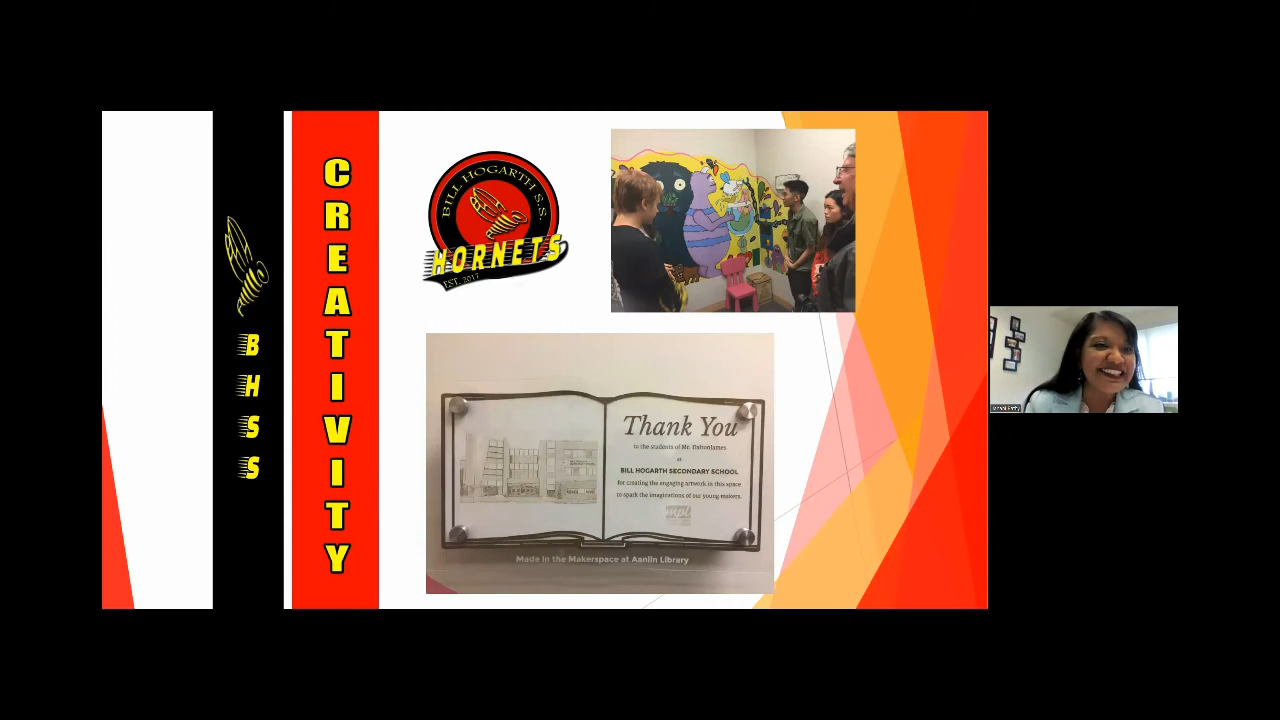 B
H
S
S
C
R
E
A
T
I
V
I
T
Y
BILL HOGARTH S.S.
HORNETS
EST. 2017
Thank You
to the students of Mr. DaltonJames
at
BILL HOGARTH SECONDARY SCHOOL
for creating the engaging artwork in this space
to spark the imaginations of our young makers.
mpl
Made in the Makerspace at Aaniin Library